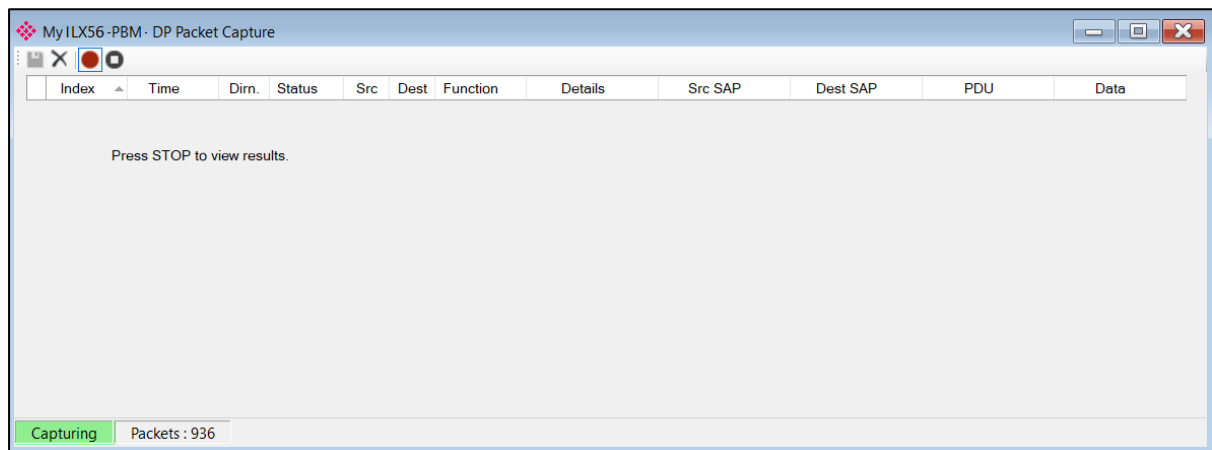 My ILX56-PBM - DP Packet Capture
Index Time Dirn. Status Src Dest Function Details Src SAP Dest SAP PDU Data
Press STOP to view results.
Capturing Packets : 936